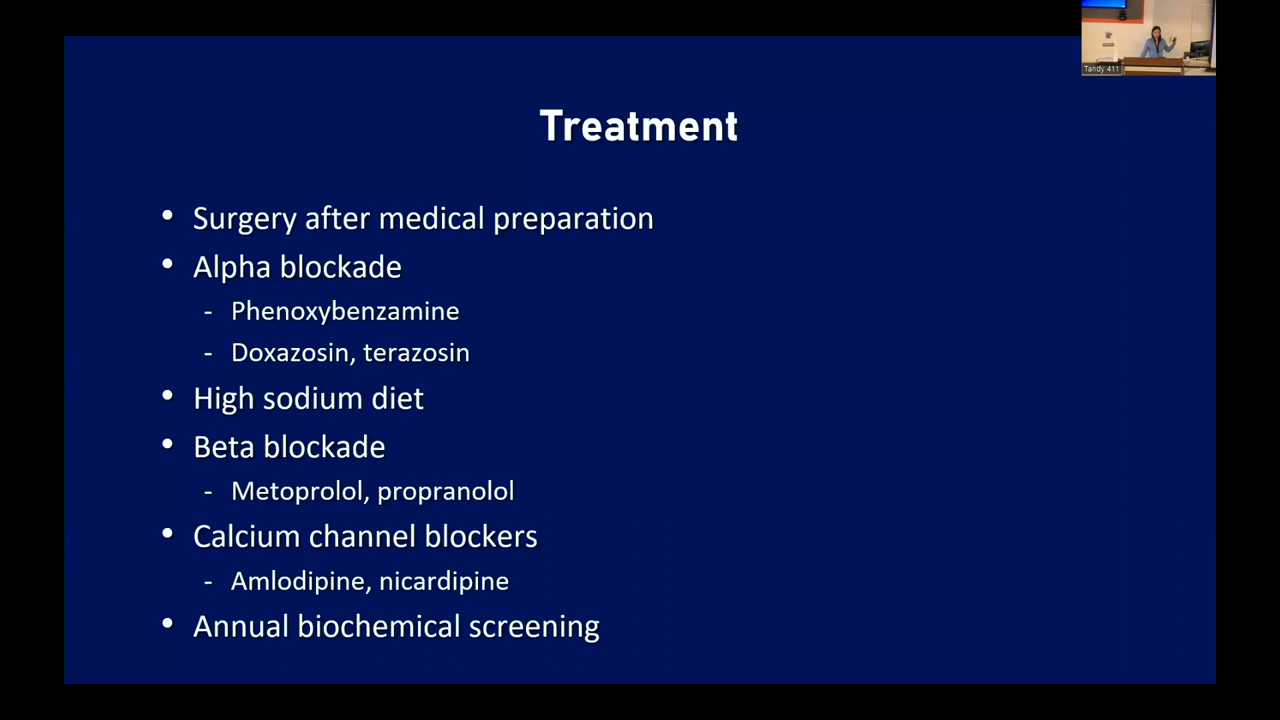 Tandy 411
Treatment
• Surgery after medical preparation
• Alpha blockade
- Phenoxybenzamine
- Doxazosin, terazosin
• High sodium diet
• Beta blockade
- Metoprolol, propranolol
• Calcium channel blockers
- Amlodipine, nicardipine
• Annual biochemical screening